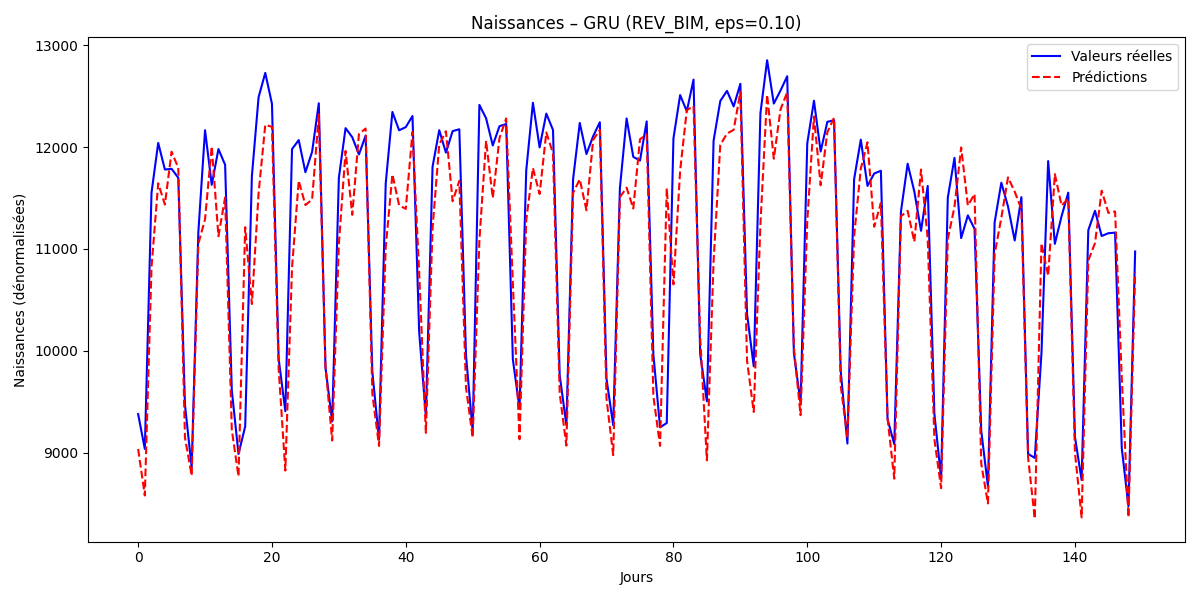 Naissances – GRU (REV_BIM, eps=0.10)
Valeurs réelles
Prédictions
Naissances (dénormalisées)
13000
12000
11000
10000
9000
0 20 40 60 80 100 120 140
Jours